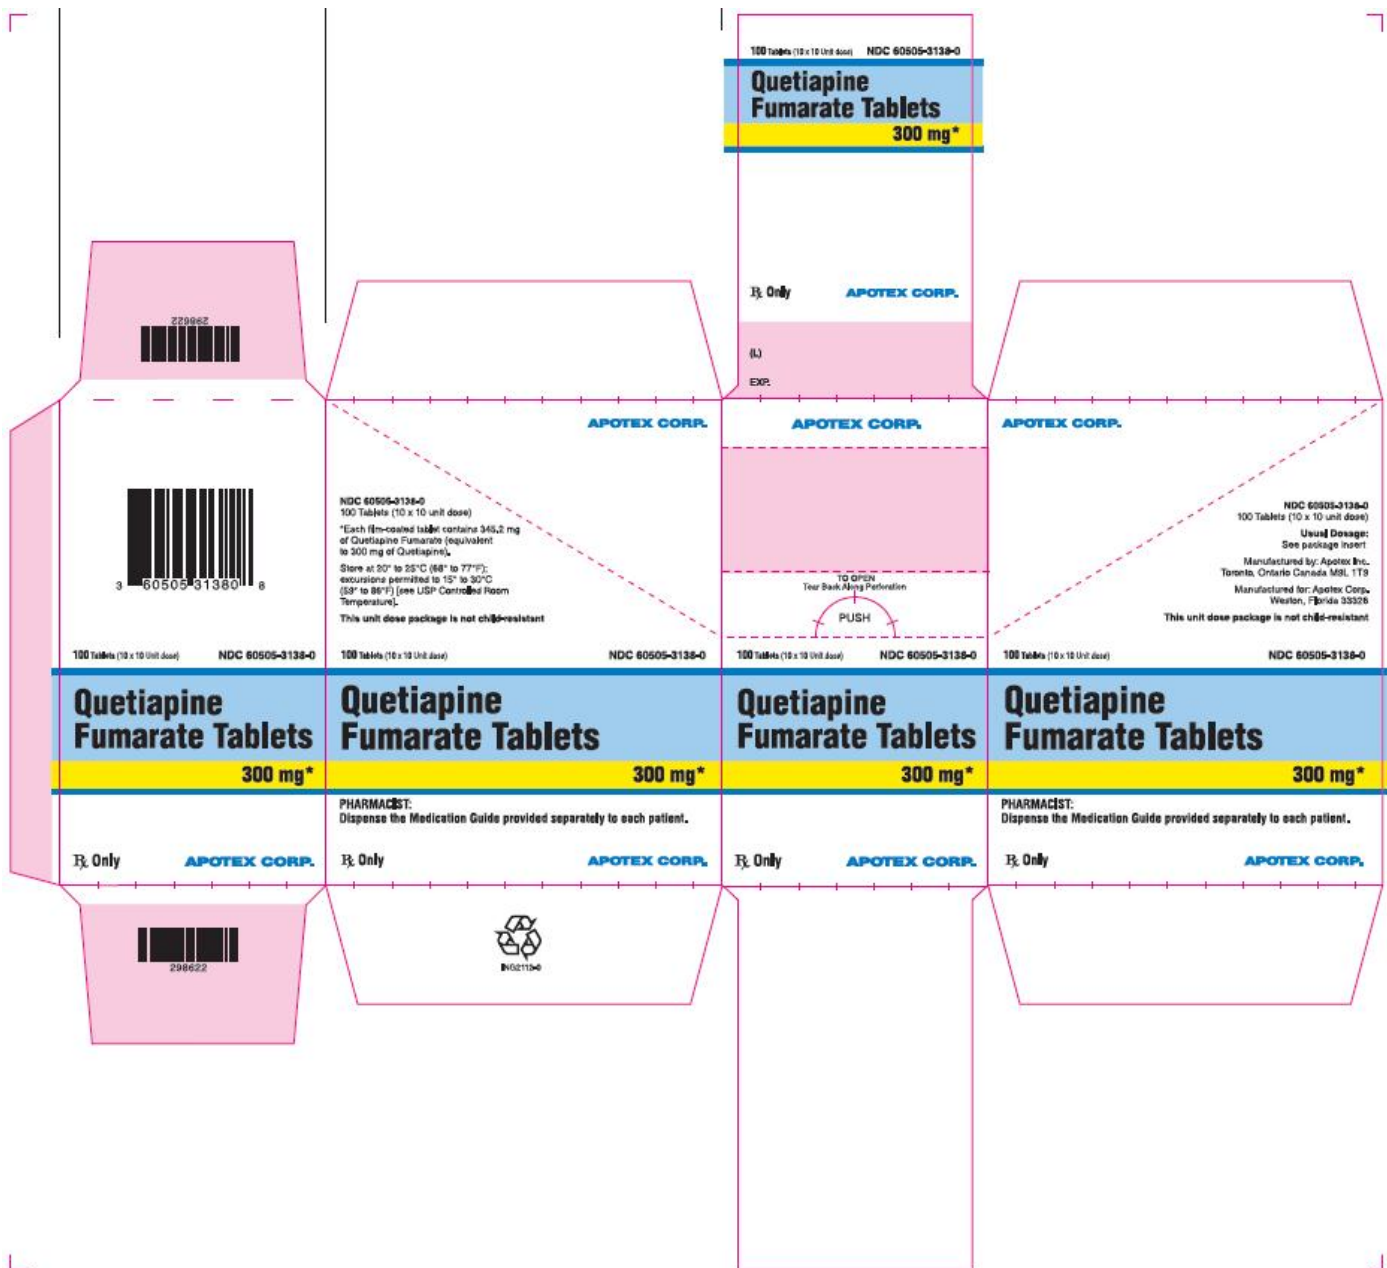 100 Tablets (10 x 10 Unit dose) NDC 60505-3138-0
Quetiapine
Fumarate Tablets
300 mg*
℞ Only APOTEX CORP.
(L)
EXP.
298622
3 60505 31380 8
100 Tablets (10 x 10 Unit dose) NDC 60505-3138-0
Quetiapine
Fumarate Tablets
300 mg*
℞ Only APOTEX CORP.
298622
APOTEX CORP.
NDC 60505-3138-0
100 Tablets (10 x 10 unit dose)
*Each film-coated tablet contains 345.2 mg
of Quetiapine Fumarate (equivalent
to 300 mg of Quetiapine).
Store at 20° to 25°C (68° to 77°F);
excursions permitted to 15° to 30°C
(59° to 86°F) [see USP Controlled Room
Temperature].
This unit dose package is not child-resistant
100 Tablets (10 x 10 Unit dose) NDC 60505-3138-0
Quetiapine
Fumarate Tablets
300 mg*
PHARMACIST:
Dispense the Medication Guide provided separately to each patient.
℞ Only APOTEX CORP.
APOTEX CORP.
TO OPEN
Tear Back Along Perforation
PUSH
100 Tablets (10 x 10 Unit dose) NDC 60505-3138-0
Quetiapine
Fumarate Tablets
300 mg*
℞ Only APOTEX CORP.
APOTEX CORP.
NDC 60505-3138-0
100 Tablets (10 x 10 unit dose)
Usual Dosage:
See package insert
Manufactured by: Apotex Inc.
Toronto, Ontario Canada M9L 1T9
Manufactured for: Apotex Corp.
Weston, Florida 33326
This unit dose package is not child-resistant
100 Tablets (10 x 10 Unit dose) NDC 60505-3138-0
Quetiapine
Fumarate Tablets
300 mg*
PHARMACIST:
Dispense the Medication Guide provided separately to each patient.
℞ Only APOTEX CORP.